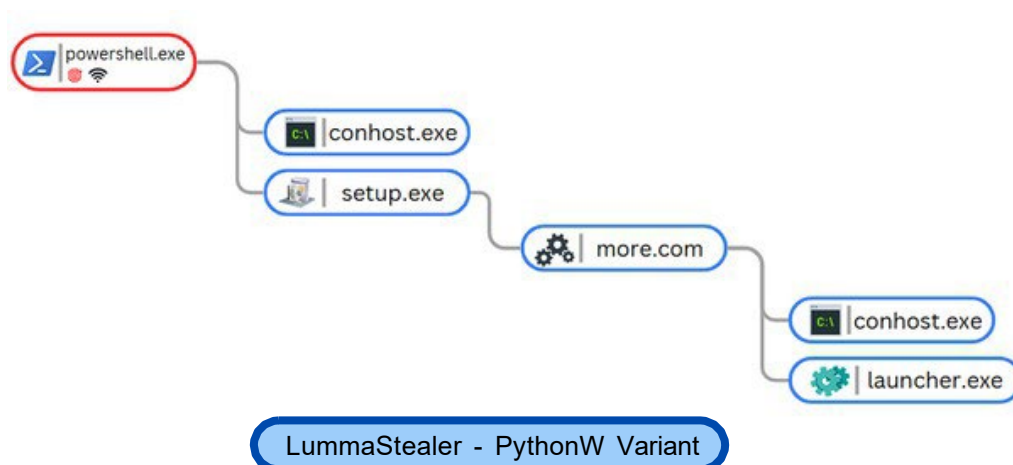 powershell.exe
C:\ conhost.exe
setup.exe
more.com
C:\ conhost.exe
launcher.exe
LummaStealer - PythonW Variant